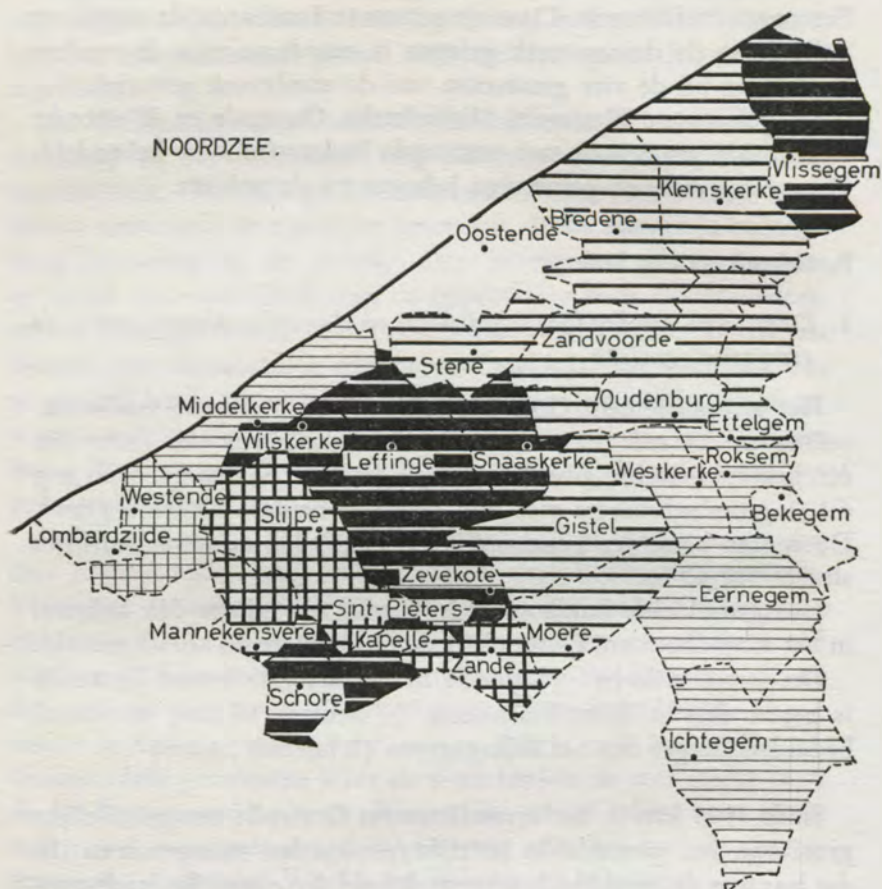 NOORDZEE
Vlissegem
Klemskerke
Bredene
Oostende
Zandvoorde
Stene
Oudenburg
Middelkerke
Ettelgem
Wilskerke
Leffinge
Snaaskerke
Westkerke
Roksem
Westende
Slijpe
Gistel
Bekegem
Lombardzijde
Zevekote
Eernegem
Sint-Pieters-
Kapelle
Mannekensvere
Moere
Zande
Schore
Ichtegem